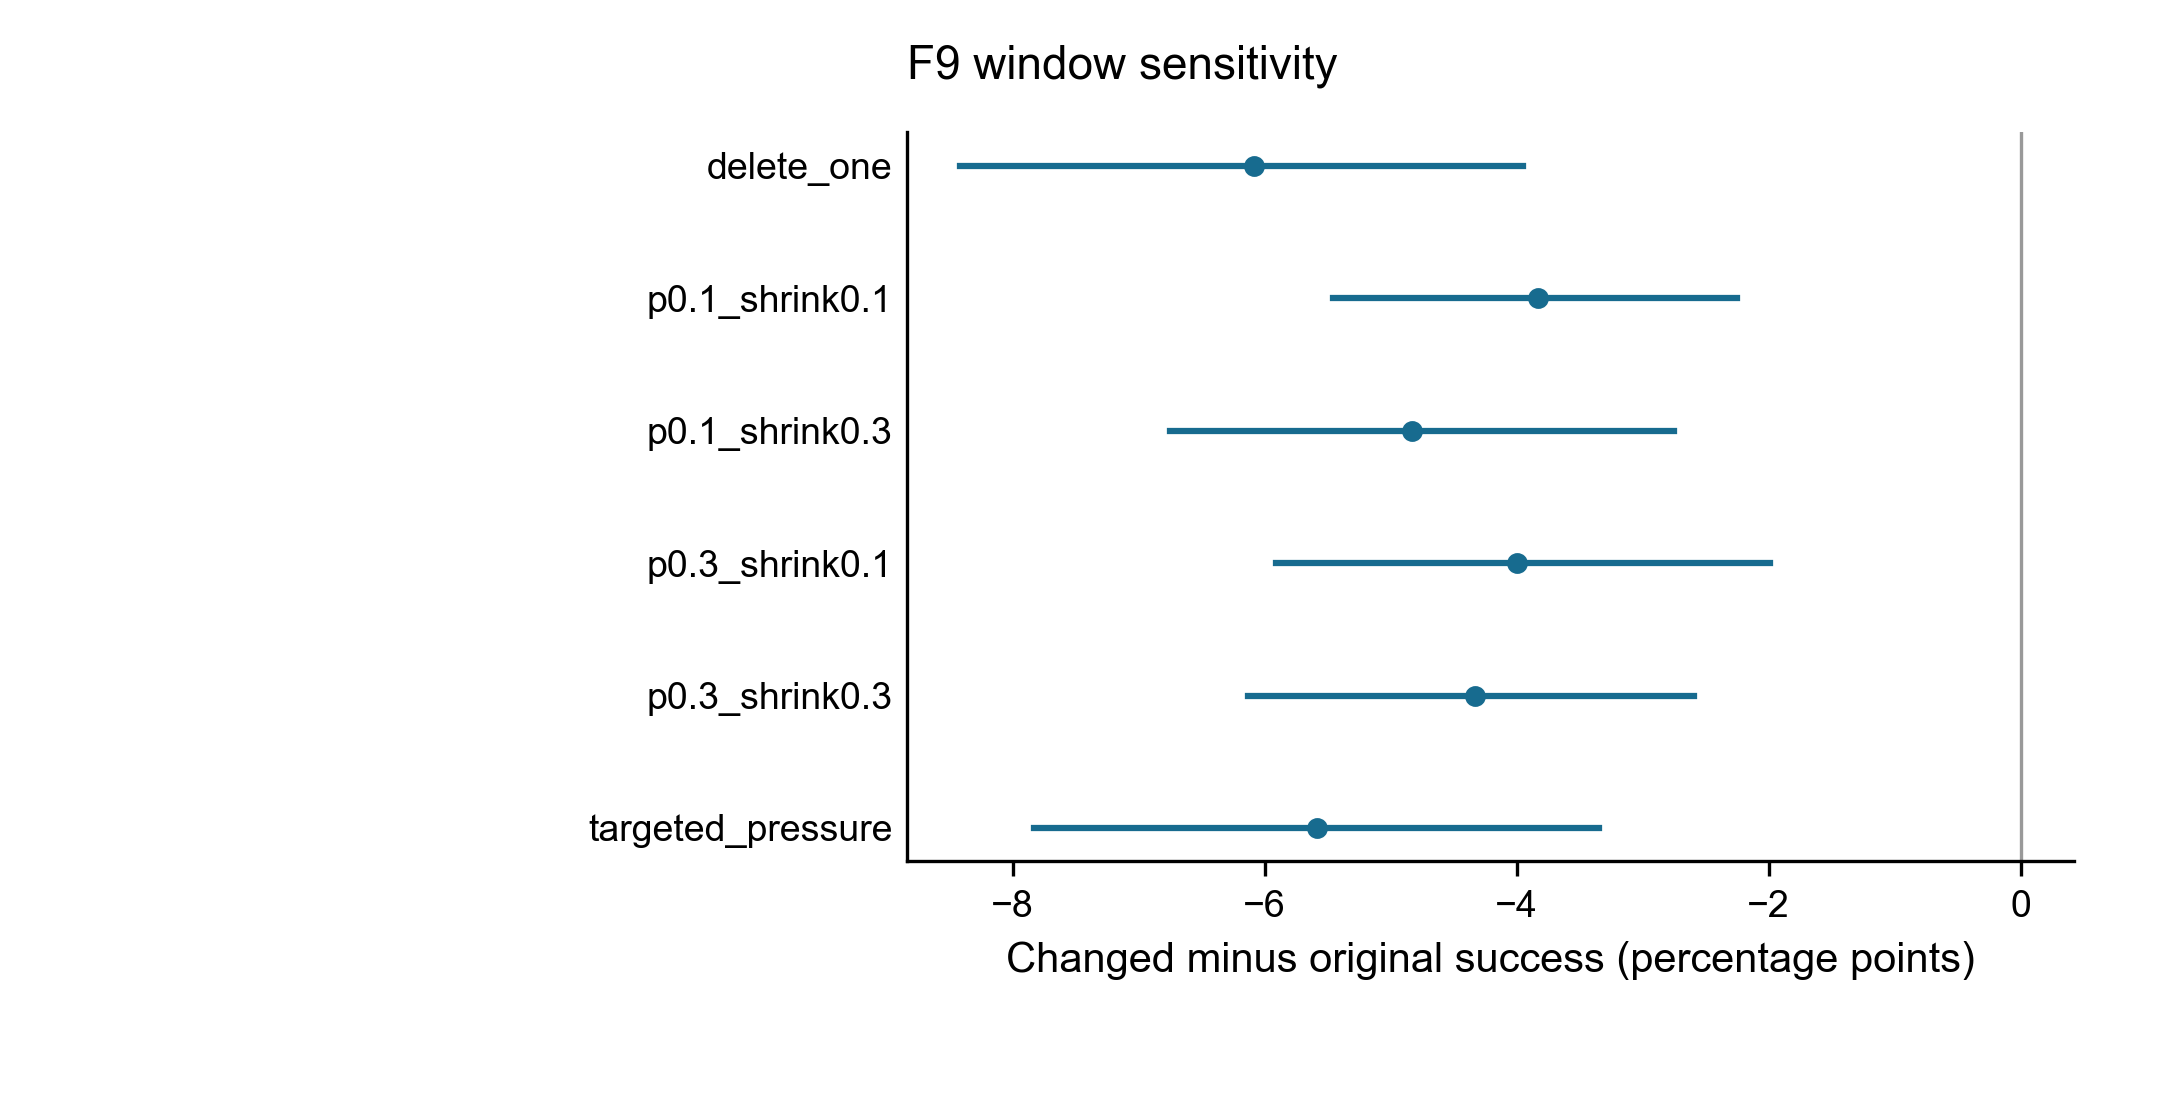 F9 window sensitivity
delete_one
p0.1_shrink0.1
p0.1_shrink0.3
p0.3_shrink0.1
p0.3_shrink0.3
targeted_pressure
−8 −6 −4 −2 0
Changed minus original success (percentage points)